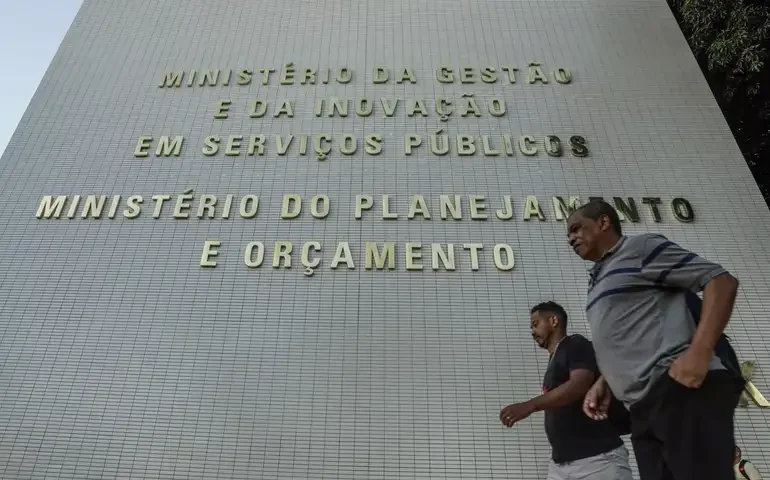 MINISTÉRIO DA GESTÃO
E DA INOVAÇÃO
EM SERVIÇOS PÚBLICOS
MINISTÉRIO DO PLANEJAMENTO
E ORÇAMENTO